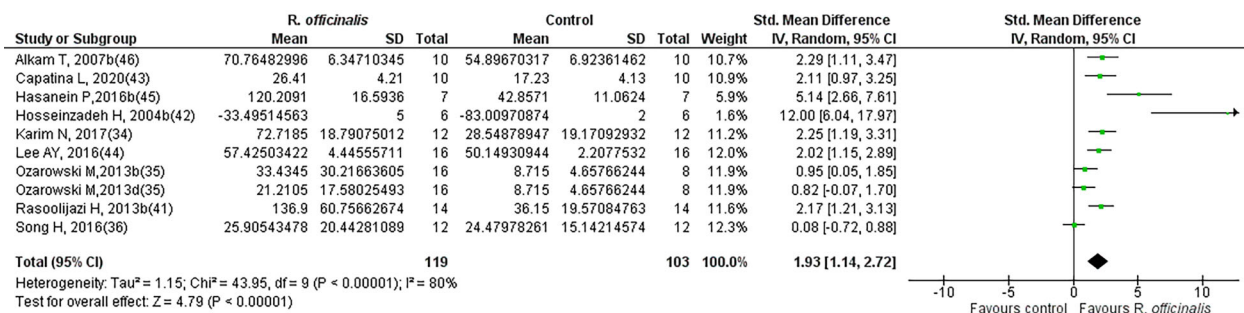 R. officinalis Control Std. Mean Difference Std. Mean Difference
Study or Subgroup Mean SD Total Mean SD Total Weight IV, Random, 95% CI IV, Random, 95% CI
Alkam T, 2007b(46) 70.76482996 6.34710345 10 54.89670317 6.92361462 10 10.7% 2.29 [1.11, 3.47]
Capatina L, 2020(43) 26.41 4.21 10 17.23 4.13 10 10.9% 2.11 [0.97, 3.25]
Hasanein P,2016b(45) 120.2091 16.5936 7 42.8571 11.0624 7 5.9% 5.14 [2.66, 7.61]
Hosseinzadeh H, 2004b(42) -33.49514563 5 6 -83.00970874 2 6 1.6% 12.00 [6.04, 17.97]
Karim N, 2017(34) 72.7185 18.79075012 12 28.54878947 19.17092932 12 11.6% 2.25 [1.19, 3.31]
Lee AY, 2016(44) 57.42503422 4.44555711 16 50.14930944 2.2077532 16 12.0% 2.02 [1.15, 2.89]
Ozarowski M,2013b(35) 33.4345 30.21663605 16 8.715 4.65766244 8 11.9% 0.95 [0.05, 1.85]
Ozarowski M,2013d(35) 21.2105 17.58025493 16 8.715 4.65766244 8 12.0% 0.82 [-0.07, 1.70]
Rasoolijazi H, 2013b(41) 136.9 60.75662674 14 36.15 19.57084763 14 11.6% 2.17 [1.21, 3.13]
Song H, 2016(36) 25.90543478 20.44281089 12 24.47978261 15.14214574 12 12.3% 0.08 [-0.72, 0.88]
Total (95% CI) 119 103 100.0% 1.93 [1.14, 2.72]
Heterogeneity: Tau² = 1.15; Chi² = 43.95, df = 9 (P < 0.00001); I² = 80%
Test for overall effect: Z = 4.79 (P < 0.00001)
-10 -5 0 5 10
Favours control Favours R. officinalis